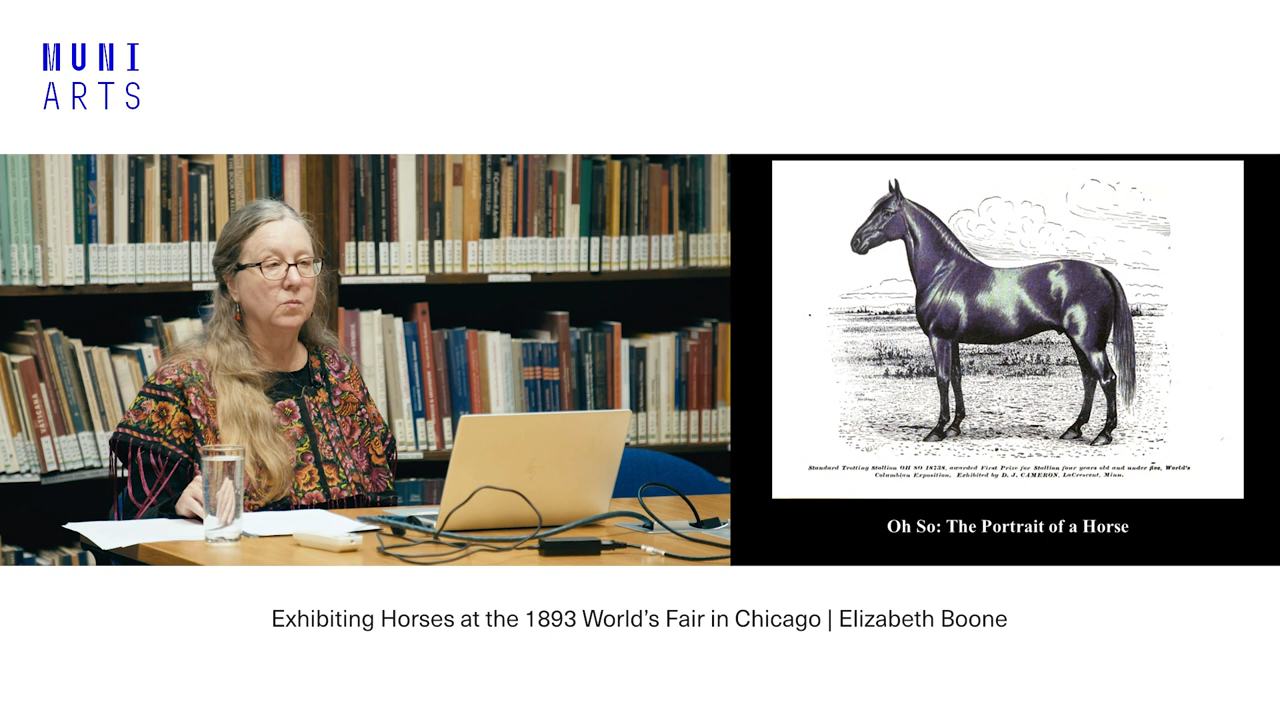 MUNI
ARTS
VATICANA
Standard Trotting Stallion OH SO 18738, awarded First Prize for Stallion four years old and under five, World's
Columbian Exposition, Exhibited by D. J. CAMERON, LaCrescent, Minn.
Oh So: The Portrait of a Horse
Exhibiting Horses at the 1893 World's Fair in Chicago | Elizabeth Boone